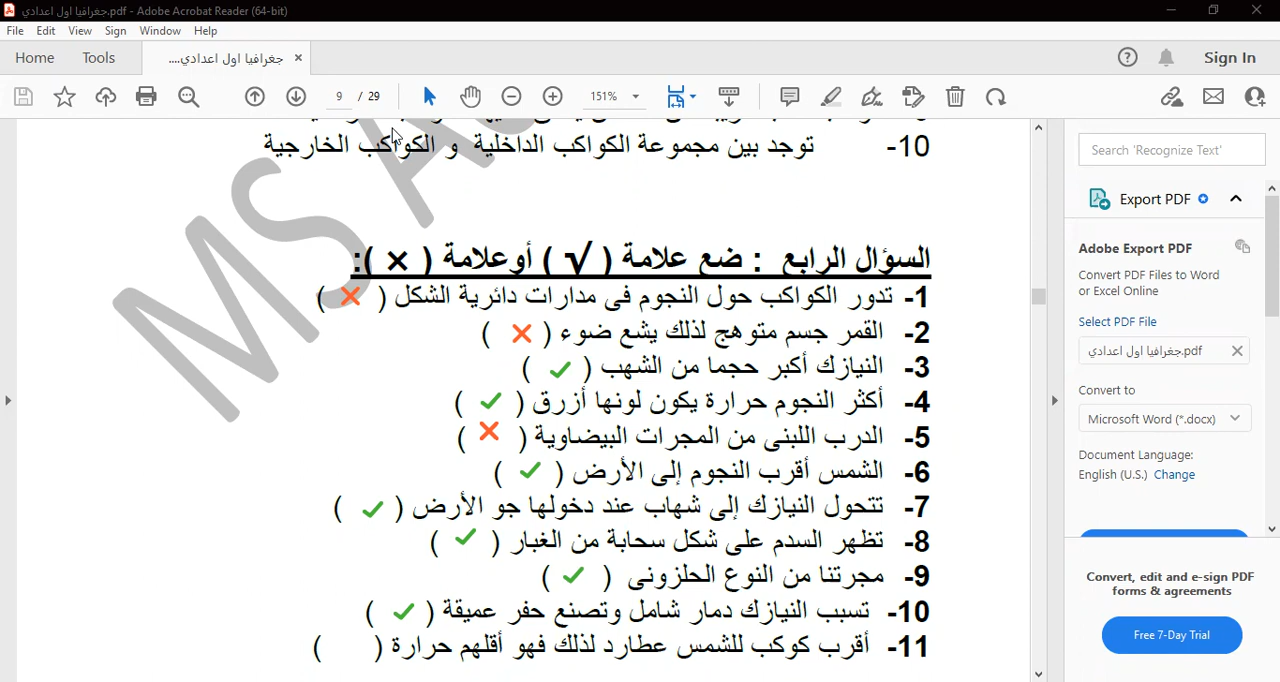 جغرافيا اول اعدادي.pdf - Adobe Acrobat Reader (64-bit)
File Edit View Sign Window Help
Home Tools جغرافيا اول اعدادي.... × Sign In
9 / 29 151%
10- توجد بين مجموعة الكواكب الداخلية و الكواكب الخارجية
MS A
السؤال الرابع : ضع علامة ( √ ) أوعلامة ( × ):
1- تدور الكواكب حول النجوم فى مدارات دائرية الشكل ( ✗ )
2- القمر جسم متوهج لذلك يشع ضوء ( ✗ )
3- النيازك أكبر حجما من الشهب ( ✓ )
4- أكثر النجوم حرارة يكون لونها أزرق ( ✓ )
5- الدرب اللبنى من المجرات البيضاوية ( ✗ )
6- الشمس أقرب النجوم إلى الأرض ( ✓ )
7- تتحول النيازك إلى شهاب عند دخولها جو الأرض ( ✓ )
8- تظهر السدم على شكل سحابة من الغبار ( ✓ )
9- مجرتنا من النوع الحلزونى ( ✓ )
10- تسبب النيازك دمار شامل وتصنع حفر عميقة ( ✓ )
11- أقرب كوكب للشمس عطارد لذلك فهو أقلهم حرارة ( )
Search 'Recognize Text'
Export PDF
Adobe Export PDF
Convert PDF Files to Word
or Excel Online
Select PDF File
جغرافيا اول اعدادي.pdf
Convert to
Microsoft Word (*.docx)
Document Language:
English (U.S.) Change
Convert, edit and e-sign PDF
forms & agreements
Free 7-Day Trial